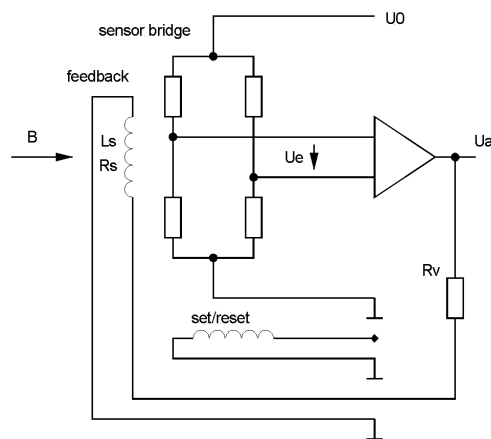 U0
sensor bridge
feedback
B
Ls
Rs
Ue
Ua
Rv
set/reset